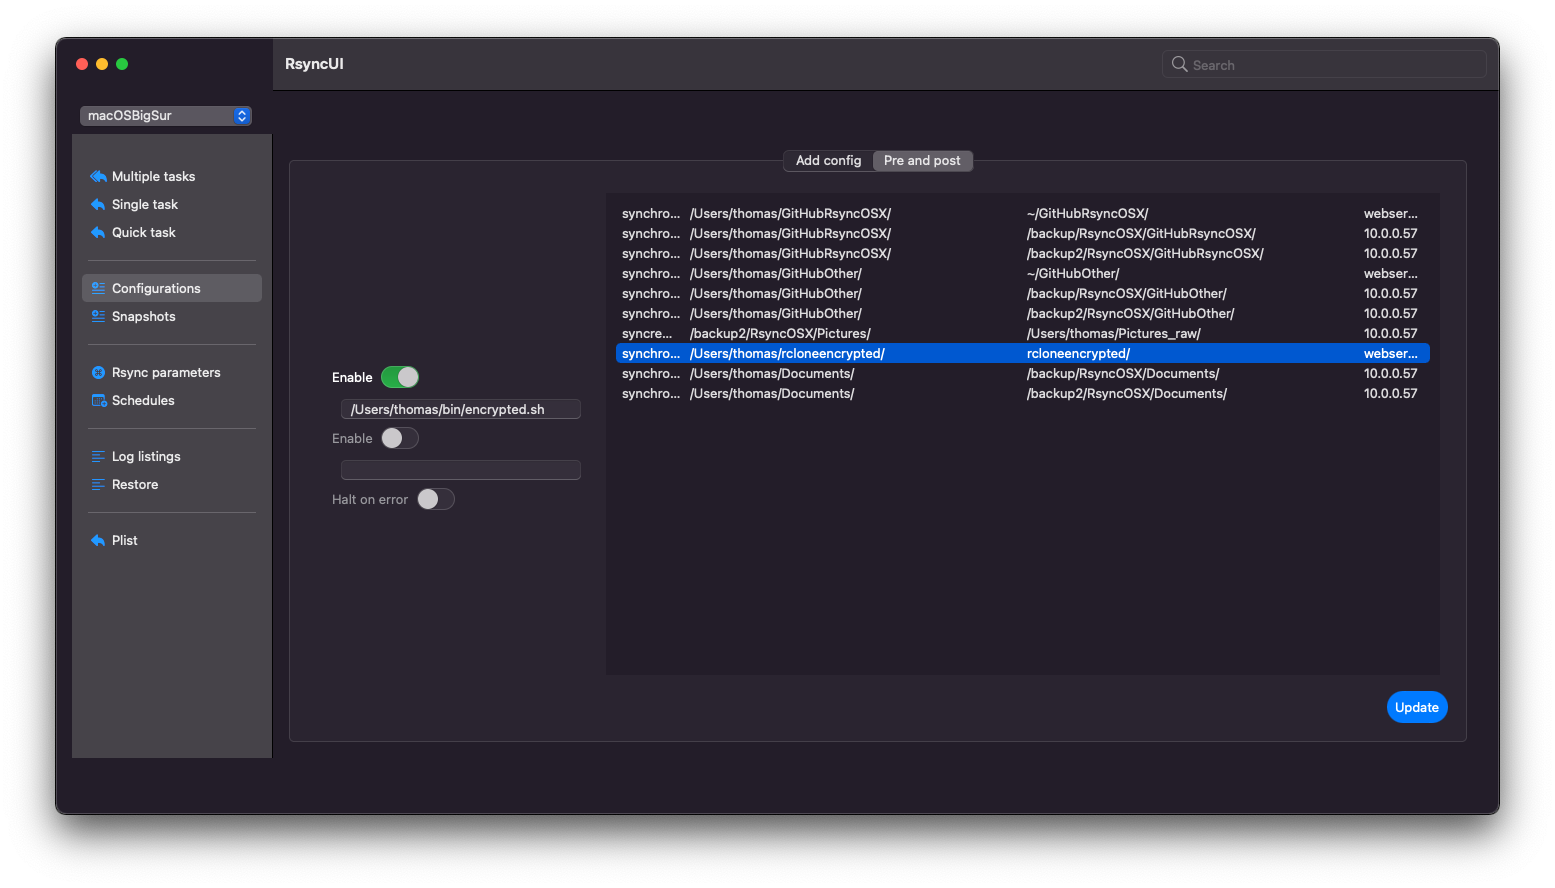 RsyncUI
Search
macOSBigSur
Multiple tasks
Single task
Quick task
Configurations
Snapshots
Rsync parameters
Schedules
Log listings
Restore
Plist
Add config Pre and post
Enable
/Users/thomas/bin/encrypted.sh
Enable
Halt on error
synchro... /Users/thomas/GitHubRsyncOSX/ ~/GitHubRsyncOSX/ webser...
synchro... /Users/thomas/GitHubRsyncOSX/ /backup/RsyncOSX/GitHubRsyncOSX/ 10.0.0.57
synchro... /Users/thomas/GitHubRsyncOSX/ /backup2/RsyncOSX/GitHubRsyncOSX/ 10.0.0.57
synchro... /Users/thomas/GitHubOther/ ~/GitHubOther/ webser...
synchro... /Users/thomas/GitHubOther/ /backup/RsyncOSX/GitHubOther/ 10.0.0.57
synchro... /Users/thomas/GitHubOther/ /backup2/RsyncOSX/GitHubOther/ 10.0.0.57
syncre... /backup2/RsyncOSX/Pictures/ /Users/thomas/Pictures_raw/ 10.0.0.57
synchro... /Users/thomas/rcloneencrypted/ rcloneencrypted/ webser...
synchro... /Users/thomas/Documents/ /backup/RsyncOSX/Documents/ 10.0.0.57
synchro... /Users/thomas/Documents/ /backup2/RsyncOSX/Documents/ 10.0.0.57
Update